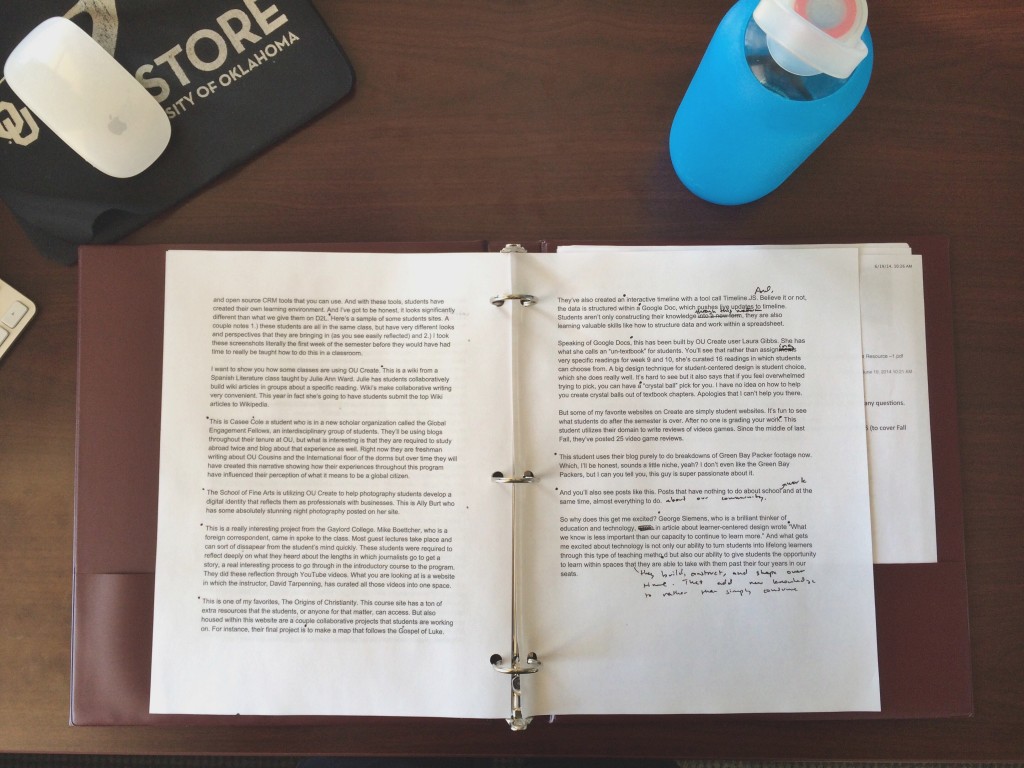 STORE
SITY OF OKLAHOMA
OU
and open source CRM tools that you can use. And with these tools, students have
created their own learning environment. And I've got to be honest, it looks significantly
different than what we give them on D2L. Here's a sample of some students sites. A
couple notes 1.) these students are all in the same class, but have very different looks
and perspectives that they are bringing in (as you see easily reflected) and 2.) I took
these screenshots literally the first week of the semester before they would have had
time to really be taught how to do this in a classroom.
I want to show you how some classes are using OU Create. This is a wiki from a
Spanish Literature class taught by Julie Ann Ward. Julie has students collaboratively
build wiki articles in groups about a specific reading. Wiki's make collaborative writing
very convenient. This year in fact she's going to have students submit the top Wiki
articles to Wikipedia.
This is Casee Cole a student who is in a new scholar organization called the Global
Engagement Fellows, an interdisciplinary group of students. They'll be using blogs
throughout their tenure at OU, but what is interesting is that they are required to study
abroad twice and blog about that experience as well. Right now they are freshman
writing about OU Cousins and the International floor of the dorms but over time they will
have created this narrative showing how their experiences throughout this program
have influenced their perception of what it means to be a global citizen.
The School of Fine Arts is utilizing OU Create to help photography students develop a
digital identity that reflects them as professionals with businesses. This is Ally Burt who
has some absolutely stunning night photography posted on her site.
This is a really interesting project from the Gaylord College. Mike Boettcher, who is a
foreign correspondent, came in spoke to the class. Most guest lectures take place and
can sort of dissapear from the student's mind quickly. These students were required to
reflect deeply on what they heard about the lengths in which journalists go to get a
story, a real interesting process to go through in the introductory course to the program.
They did these reflection through YouTube videos. What you are looking at is a website
in which the instructor, David Tarpenning, has curated all those videos into one space.
This is one of my favorites, The Origins of Christianity. This course site has a ton of
extra resources that the students, or anyone for that matter, can access. But also
housed within this website are a couple collaborative projects that students are working
on. For instance, their final project is to make a map that follows the Gospel of Luke.
And,
They've also created an interactive timeline with a tool call Timeline JS. Believe it or not,
the data is structured within a Google Doc, which pushes live updates to timeline.
Students aren't only constructing their knowledge into a new form, they are also
learning valuable skills like how to structure data and work within a spreadsheet.
Speaking of Google Docs, this has been built by OU Create user Laura Gibbs. She has
what she calls an "un-textbook" for students. You'll see that rather than assign
very specific readings for week 9 and 10, she's curated 16 readings in which students
can choose from. A big design technique for student-centered design is student choice,
which she does really well. It's hard to see but it also says that if you feel overwhelmed
trying to pick, you can have a "crystal ball" pick for you. I have no idea on how to help
you create crystal balls out of textbook chapters. Apologies that I can't help you there.
But some of my favorite websites on Create are simply student websites. It's fun to see
what students do after the semester is over. After no one is grading your work. This
student utilizes their domain to write reviews of videos games. Since the middle of last
Fall, they've posted 25 video game reviews.
This student uses their blog purely to do breakdowns of Green Bay Packer footage now.
Which, I'll be honest, sounds a little niche, yeah? I don't even like the Green Bay
Packers, but I can you tell you; this guy is super passionate about it.
And you'll also see posts like this. Posts that have nothing to do about school and at the
same time, almost everything to do. about our community.
So why does this get me excited? George Siemens, who is a brilliant thinker of
education and technology, in article about learner-centered design wrote "What
we know is less important than our capacity to continue to learn more." And what gets
me excited about technology is not only our ability to turn students into lifelong learners
through this type of teaching method but also our ability to give students the opportunity
to learn within spaces that they are able to take with them past their four years in our
seats.
they build, construct, and shape over
time. They add new knowledge
rather than simply consume
Resource ~1.pdf
any questions.
(to cover Fall